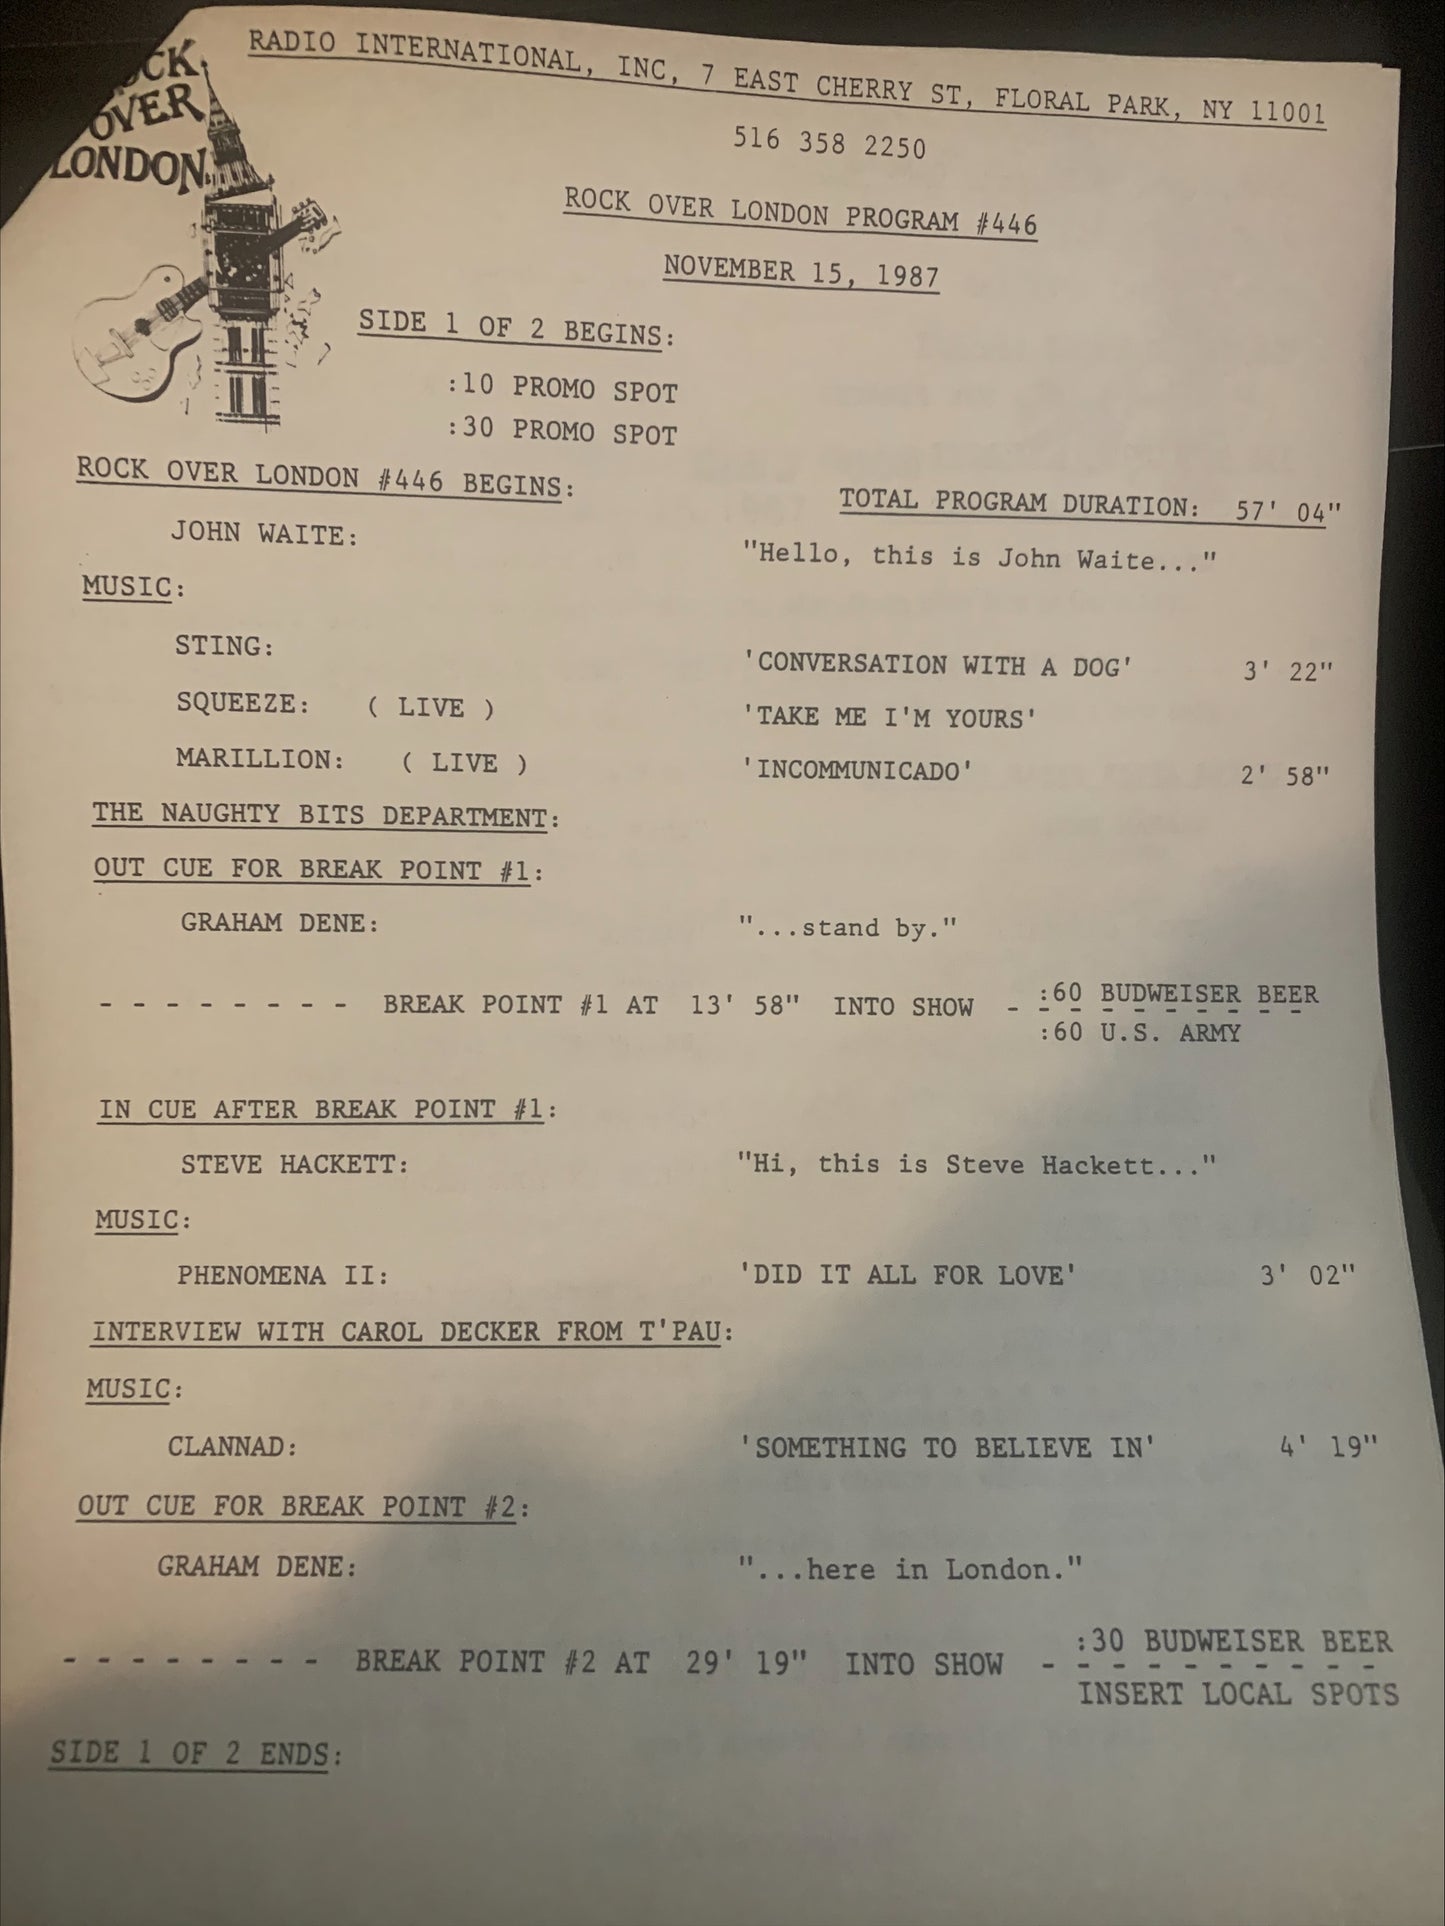 OVER
LONDON
RADIO INTERNATIONAL, INC, 7 EAST CHERRY ST, FLORAL PARK, NY 11001
516 358 2250
ROCK OVER LONDON PROGRAM #446
NOVEMBER 15, 1987
SIDE 1 OF 2 BEGINS:
:10 PROMO SPOT
:30 PROMO SPOT
ROCK OVER LONDON #446 BEGINS:
TOTAL PROGRAM DURATION: 57' 04"
JOHN WAITE: "Hello, this is John Waite..."
MUSIC:
STING: 'CONVERSATION WITH A DOG' 3' 22"
SQUEEZE: ( LIVE ) 'TAKE ME I'M YOURS'
MARILLION: ( LIVE ) 'INCOMMUNICADO' 2' 58"
THE NAUGHTY BITS DEPARTMENT:
OUT CUE FOR BREAK POINT #1:
GRAHAM DENE: "...stand by."
:60 BUDWEISER BEER
- - - - - - - - BREAK POINT #1 AT 13' 58" INTO SHOW - - - - - - - - - -
:60 U.S. ARMY
IN CUE AFTER BREAK POINT #1:
STEVE HACKETT: "Hi, this is Steve Hackett..."
MUSIC:
PHENOMENA II: 'DID IT ALL FOR LOVE' 3' 02"
INTERVIEW WITH CAROL DECKER FROM T'PAU:
MUSIC:
CLANNAD: 'SOMETHING TO BELIEVE IN' 4' 19"
OUT CUE FOR BREAK POINT #2:
GRAHAM DENE: "...here in London."
:30 BUDWEISER BEER
- - - - - - - - BREAK POINT #2 AT 29' 19" INTO SHOW - - - - - - - - - -
INSERT LOCAL SPOTS
SIDE 1 OF 2 ENDS: